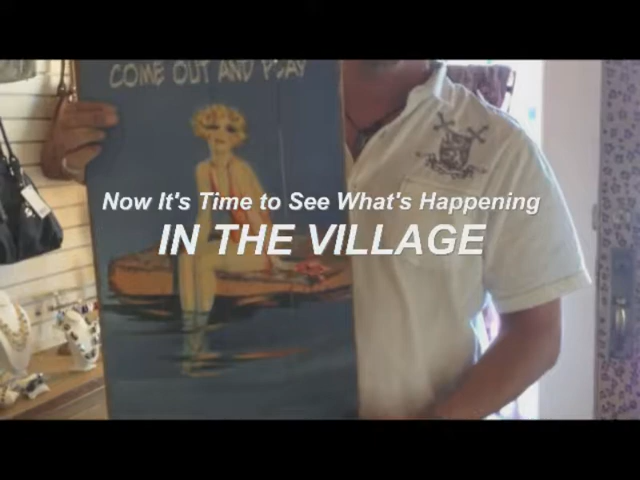 COME OUT AND PLAY
Now It's Time to See What's Happening
IN THE VILLAGE